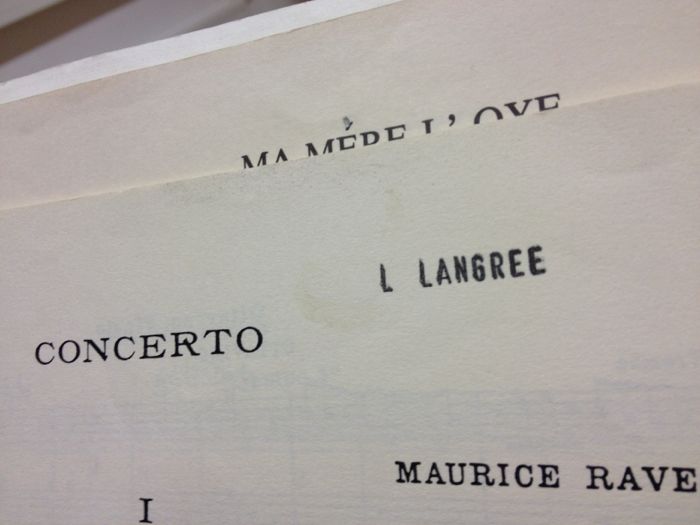 MA MÈRE L'OYE
L LANGREE
CONCERTO
MAURICE RAVE
I